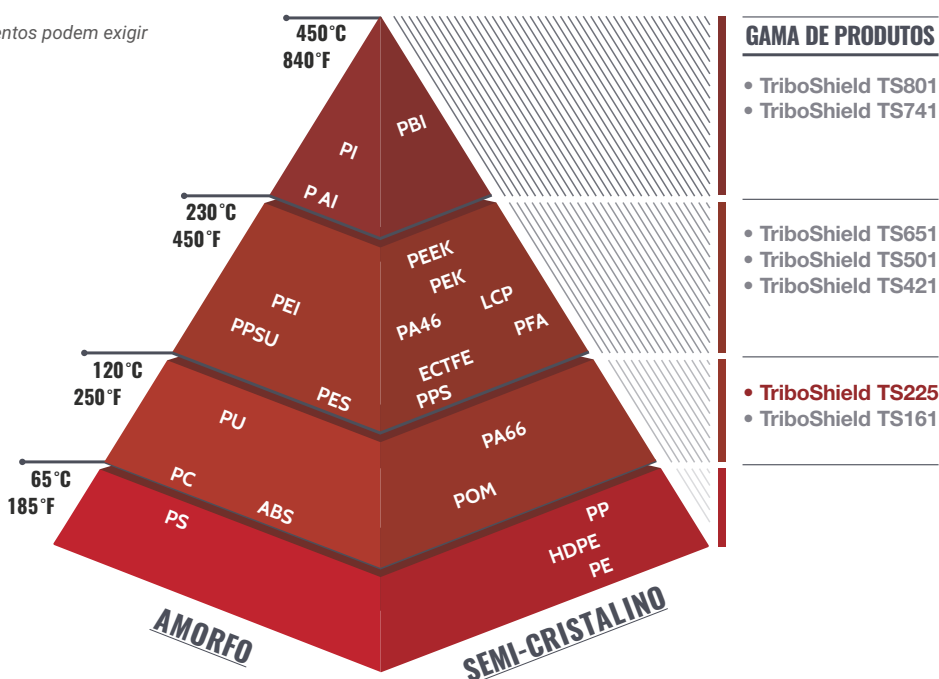 entos podem exigir
450°C
840°F
GAMA DE PRODUTOS
• TriboShield TS801
• TriboShield TS741
PBI
PI
P AI
230°C
450°F
• TriboShield TS651
• TriboShield TS501
• TriboShield TS421
PEEK
PEK
LCP
PEI
PA46
PFA
PPSU
ECTFE
PPS
PES
120°C
250°F
• TriboShield TS225
• TriboShield TS161
PU
PA66
PC
POM
ABS
65°C
185°F
PS
PP
HDPE
PE
AMORFO
SEMI-CRISTALINO